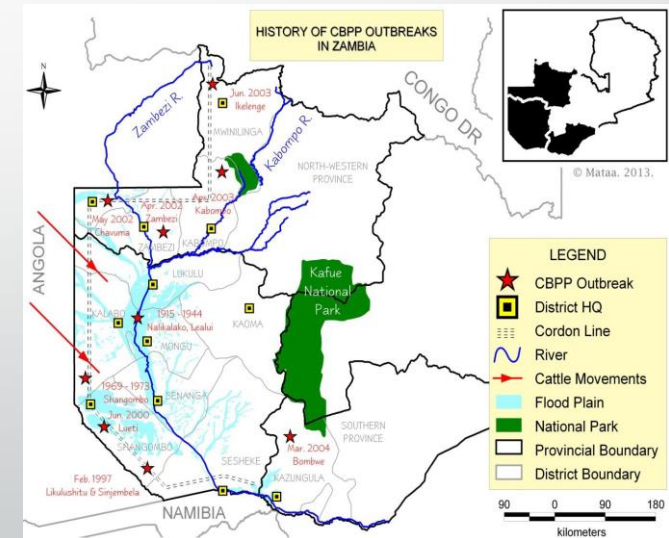 HISTORY OF CBPP OUTBREAKS
IN ZAMBIA
N
Zambezi R.
Jun. 2003
Ikelenge
MWINILINGA
Kabompo R.
CONGO DR
NORTH-WESTERN
PROVINCE
© Mataa. 2013.
May 2002
Chavuma
Apr. 2002
Zambezi
Apr. 2003
Kabompo
ZAMBEZI
KABOMPO
ANGOLA
LUKULU
Kafue
National
Park
KALABO
1915 - 1944
Nalikalako, Lealui
KAOMA
MONGU
1969 - 1973
Shangombo
SENANGA
Jun. 2000
Lueti
SHANGOMBO
SESHEKE
Mar. 2004
Bombwe
SOUTHERN
PROVINCE
Feb. 1997
Likulushitu & Sinjembela
KAZUNGULA
NAMIBIA
LEGEND
CBPP Outbreak
District HQ
Cordon Line
River
Cattle Movements
Flood Plain
National Park
Provincial Boundary
District Boundary
90 0 90 180
kilometers